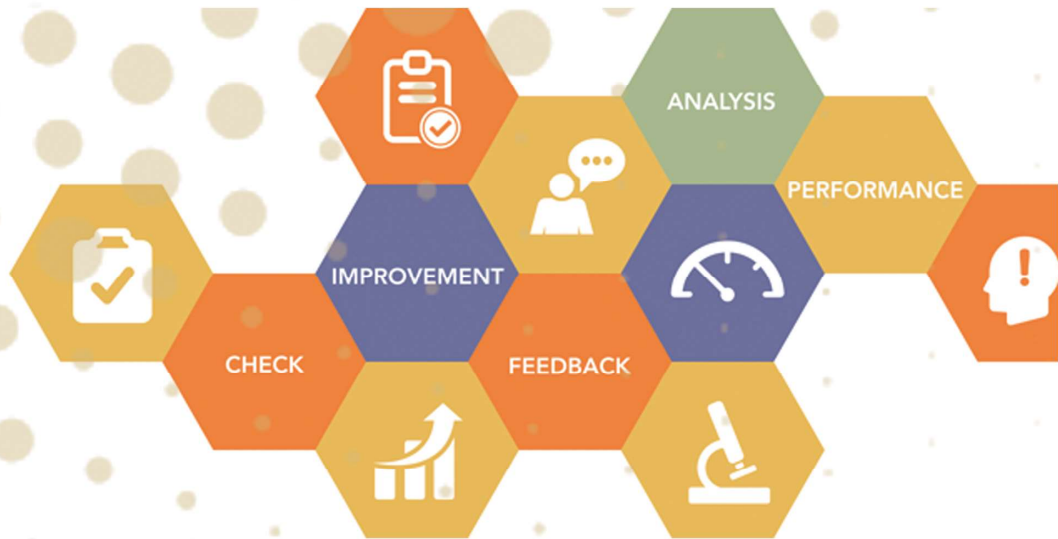 ANALYSIS
PERFORMANCE
IMPROVEMENT
CHECK
FEEDBACK